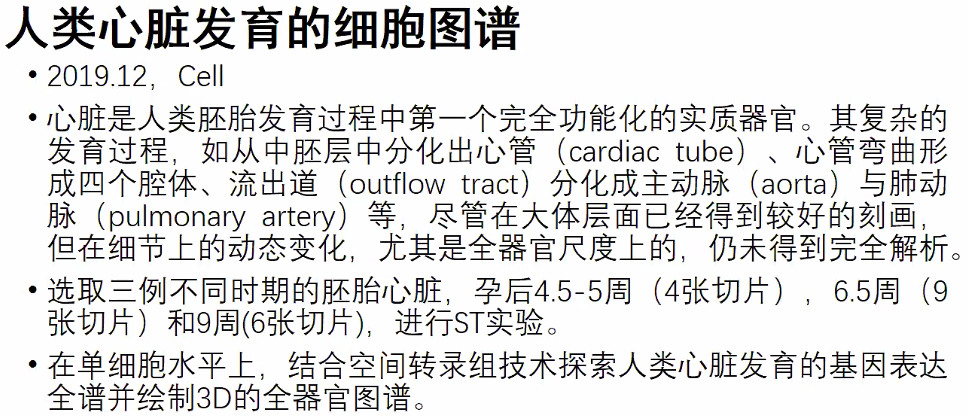 人类心脏发育的细胞图谱
• 2019.12，Cell
• 心脏是人类胚胎发育过程中第一个完全功能化的实质器官。其复杂的
发育过程，如从中胚层中分化出心管（cardiac tube）、心管弯曲形
成四个腔体、流出道（outflow tract）分化成主动脉（aorta）与肺动
脉（pulmonary artery）等，尽管在大体层面已经得到较好的刻画，
但在细节上的动态变化，尤其是全器官尺度上的，仍未得到完全解析。
• 选取三例不同时期的胚胎心脏，孕后4.5-5周（4张切片），6.5周（9
张切片）和9周(6张切片)，进行ST实验。
• 在单细胞水平上，结合空间转录组技术探索人类心脏发育的基因表达
全谱并绘制3D的全器官图谱。